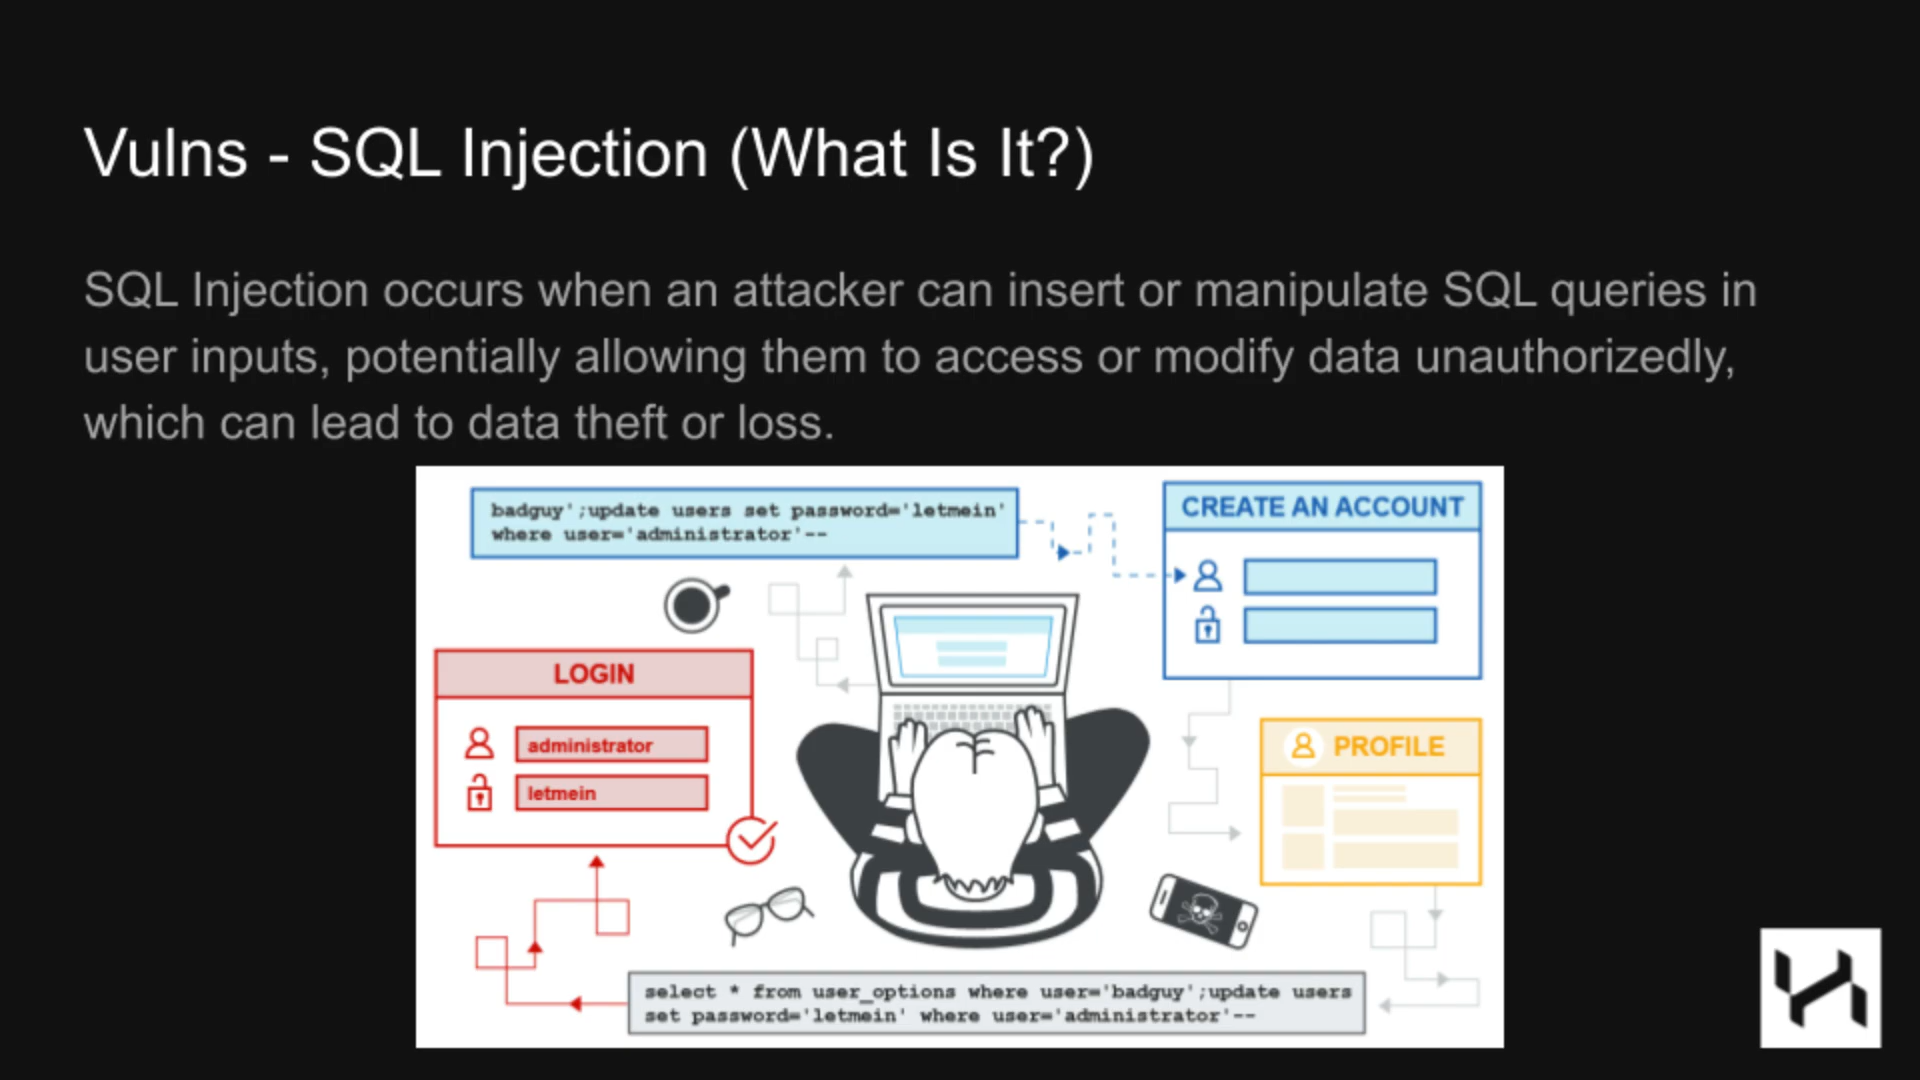 Vulns - SQL Injection (What Is It?)
SQL Injection occurs when an attacker can insert or manipulate SQL queries in
user inputs, potentially allowing them to access or modify data unauthorizedly,
which can lead to data theft or loss.
badguy';update users set password='letmein'
where user='administrator'--
CREATE AN ACCOUNT
LOGIN
administrator
letmein
PROFILE
select * from user_options where user='badguy';update users
set password='letmein' where user='administrator'--